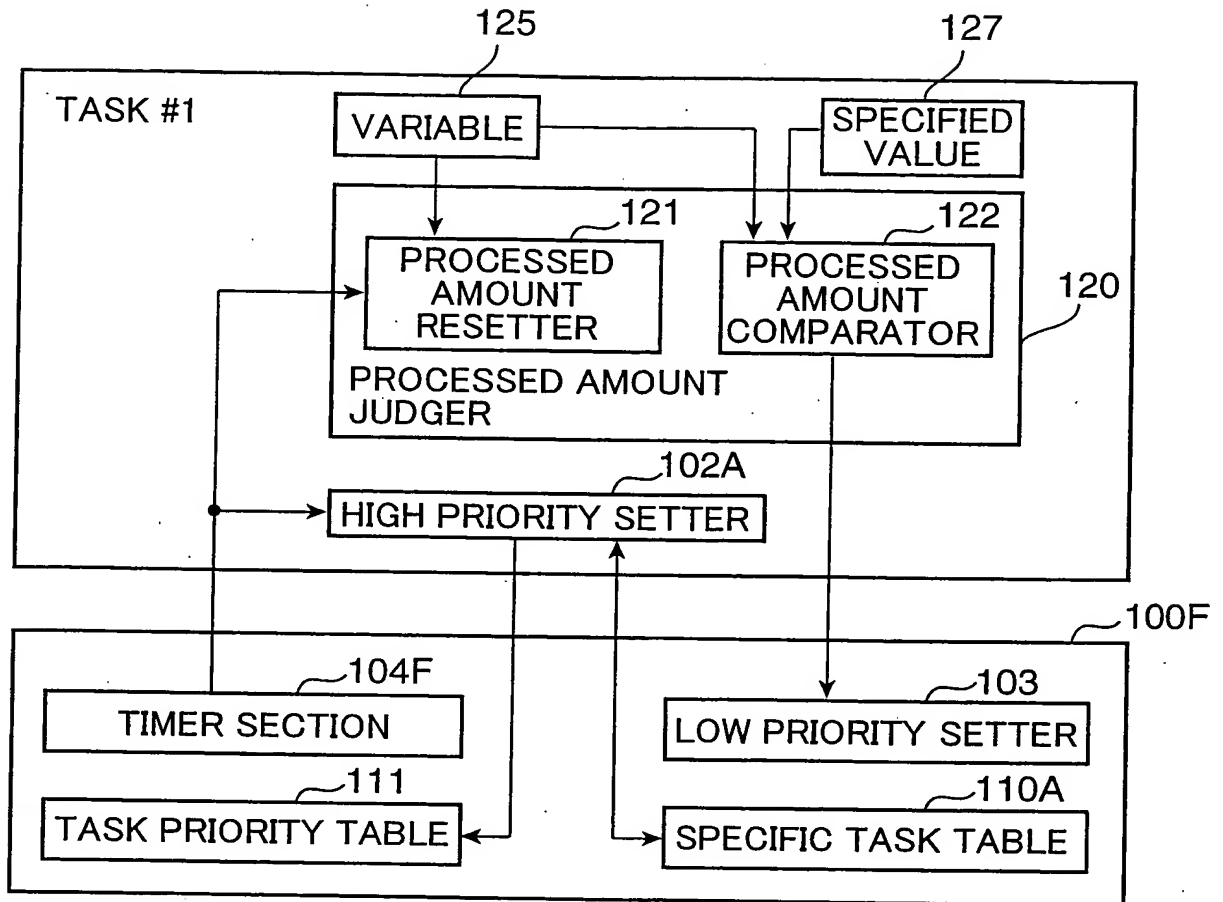 125
127
TASK #1
VARIABLE
SPECIFIED
VALUE
121
122
PROCESSED
AMOUNT
RESETTER
PROCESSED
AMOUNT
COMPARATOR
120
PROCESSED AMOUNT
JUDGER
102A
HIGH PRIORITY SETTER
100F
104F
TIMER SECTION
103
LOW PRIORITY SETTER
111
TASK PRIORITY TABLE
110A
SPECIFIC TASK TABLE